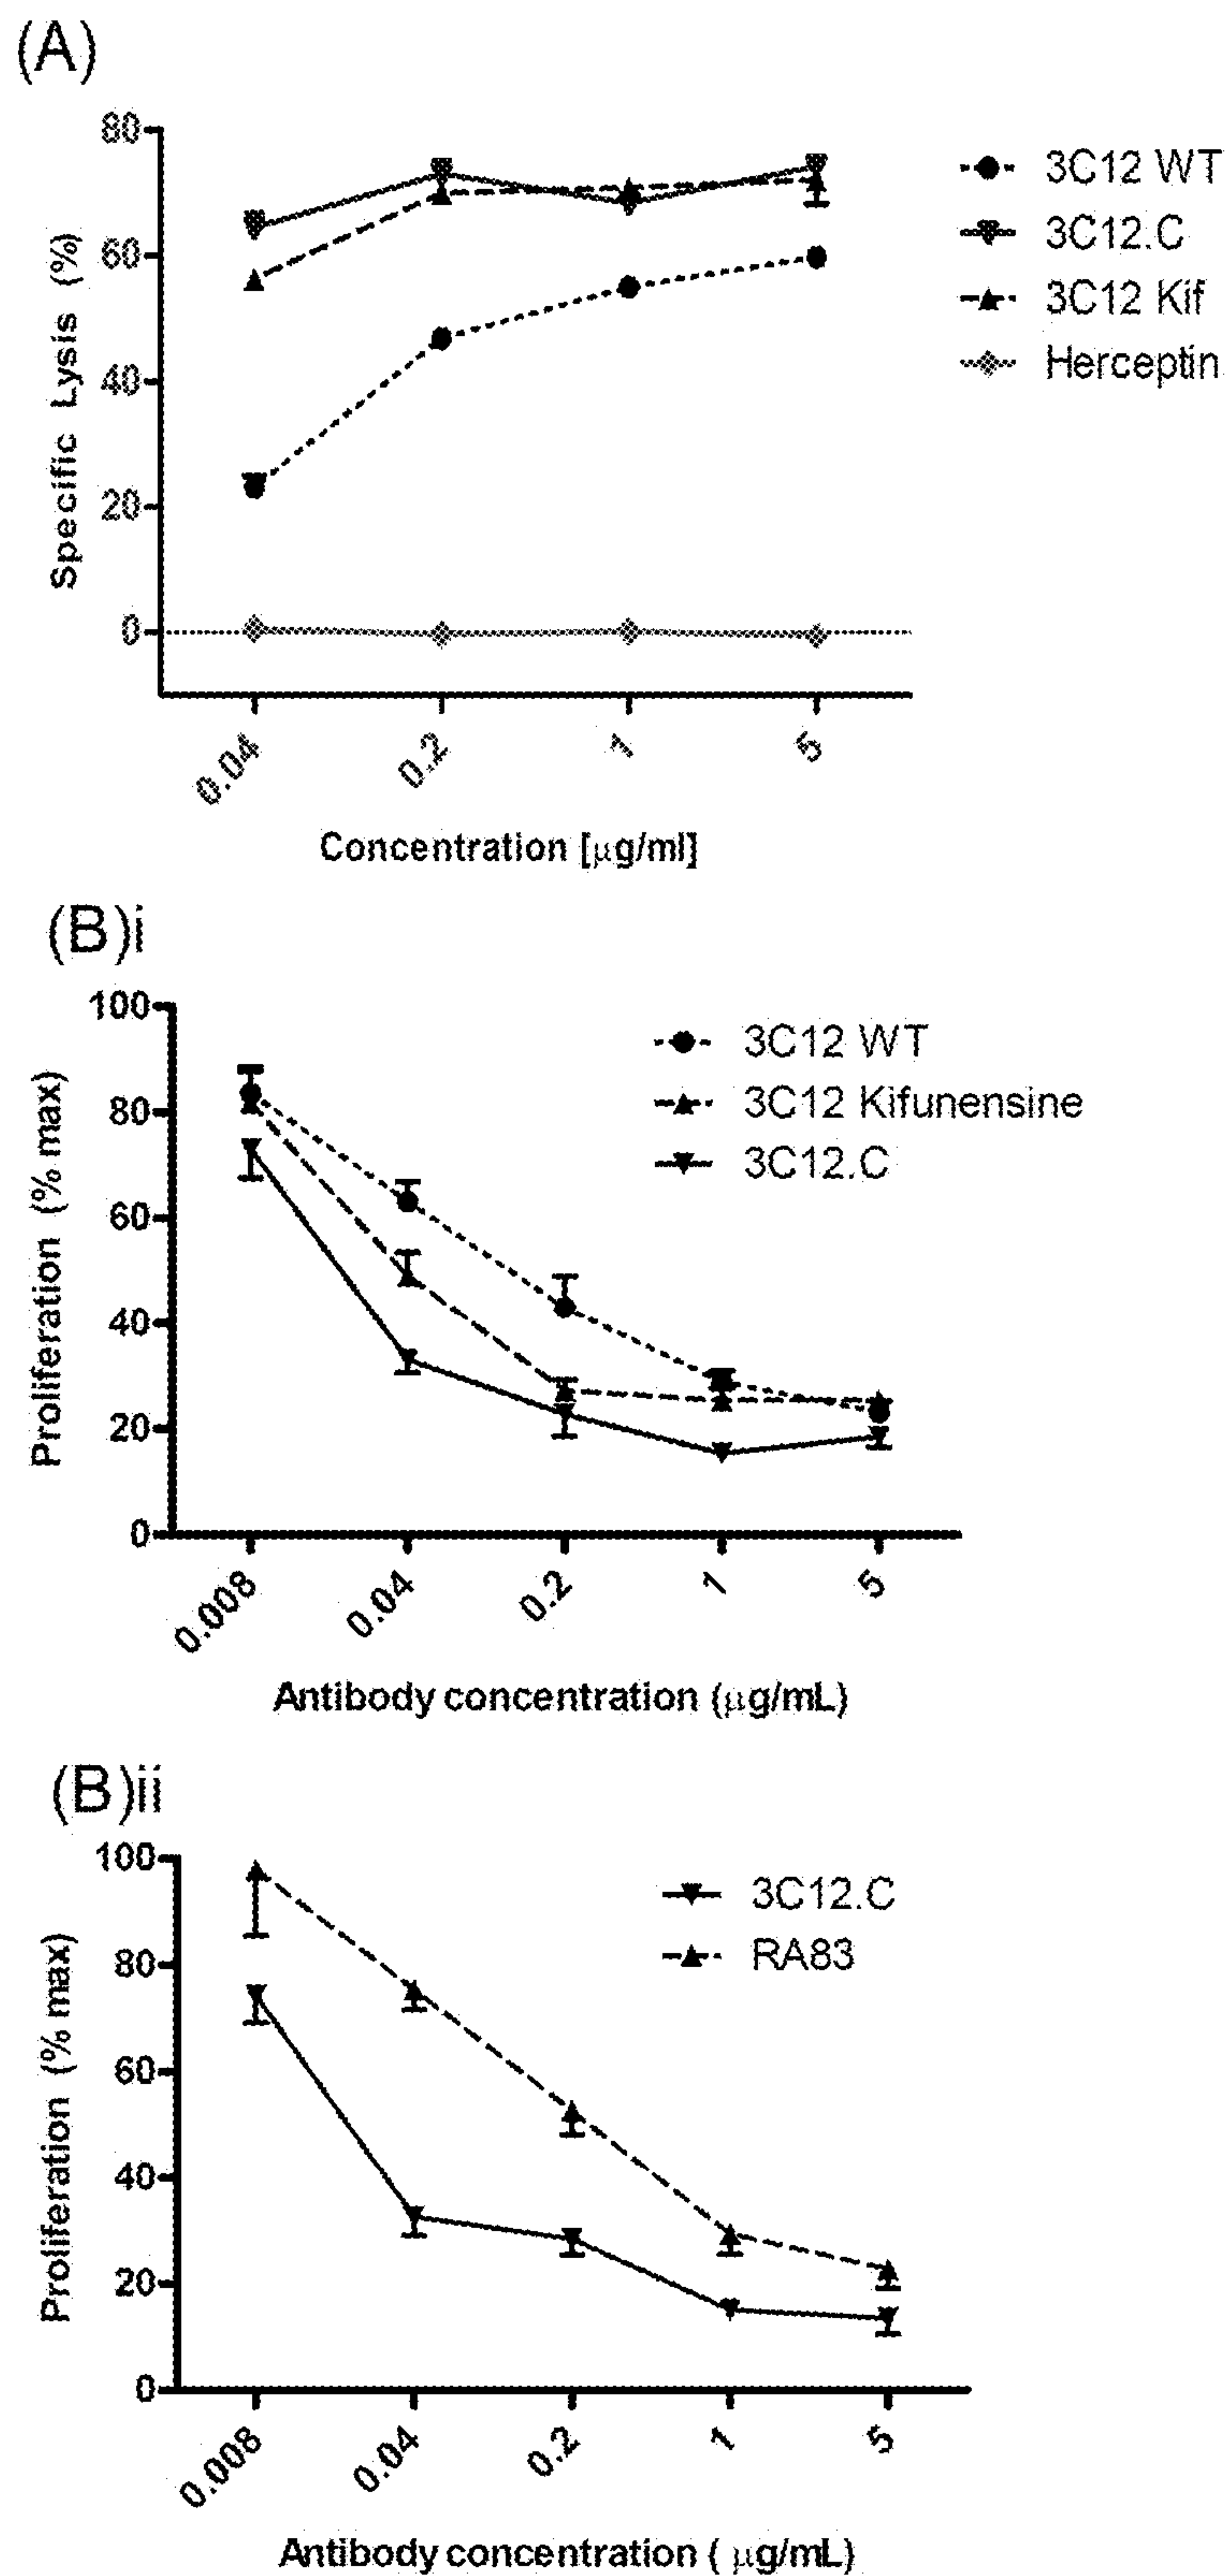 (A)
80
60
40
20
0
Specific Lysis (%)
0.04
0.2
1
5
Concentration [µg/ml]
3C12 WT
3C12.C
3C12 Kif
Herceptin
(B)i
100
80
60
40
20
0
Proliferation (% max)
0.008
0.04
0.2
1
5
Antibody concentration (µg/mL)
3C12 WT
3C12 Kifunensine
3C12.C
(B)ii
100
80
60
40
20
0
Proliferation (% max)
0.008
0.04
0.2
1
5
Antibody concentration ( µg/mL)
3C12.C
RA83